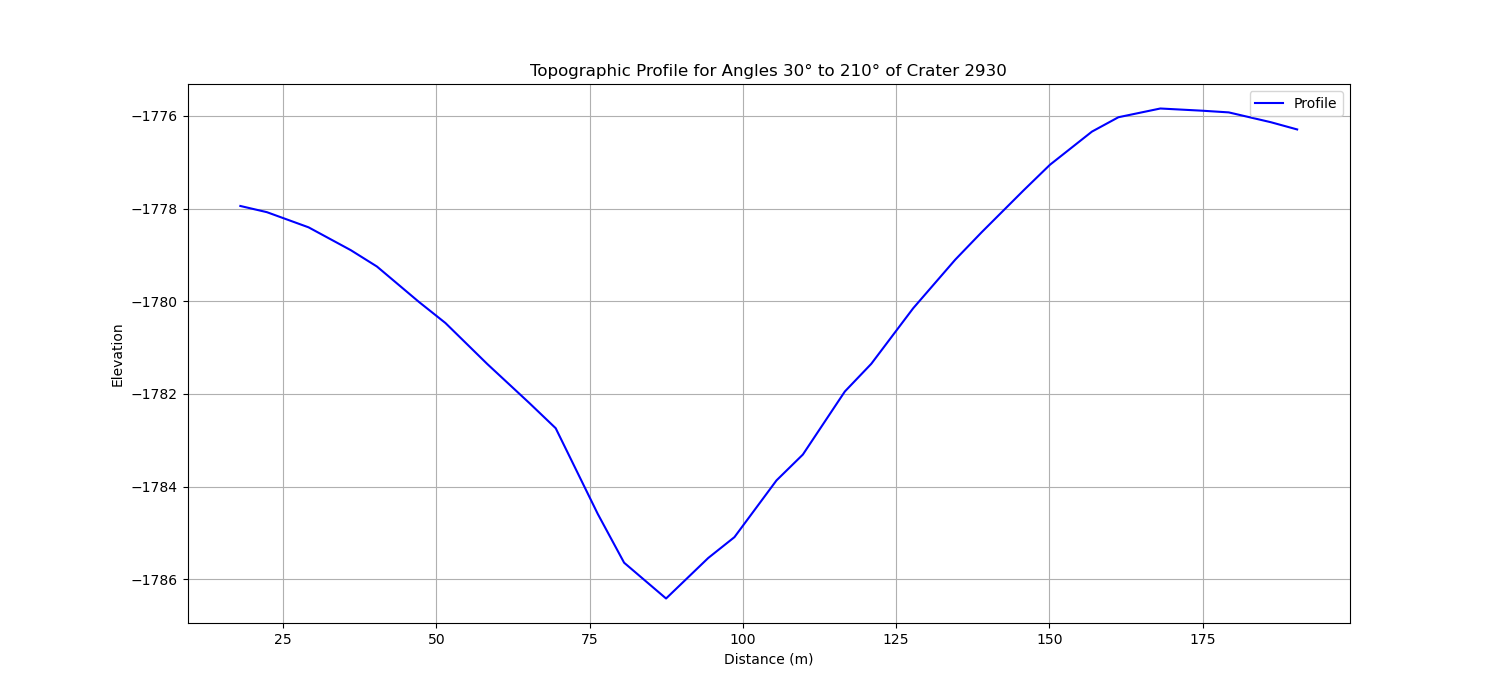 Topographic Profile for Angles 30° to 210° of Crater 2930
Profile
−1776
−1778
−1780
−1782
−1784
−1786
Elevation
25 50 75 100 125 150 175
Distance (m)